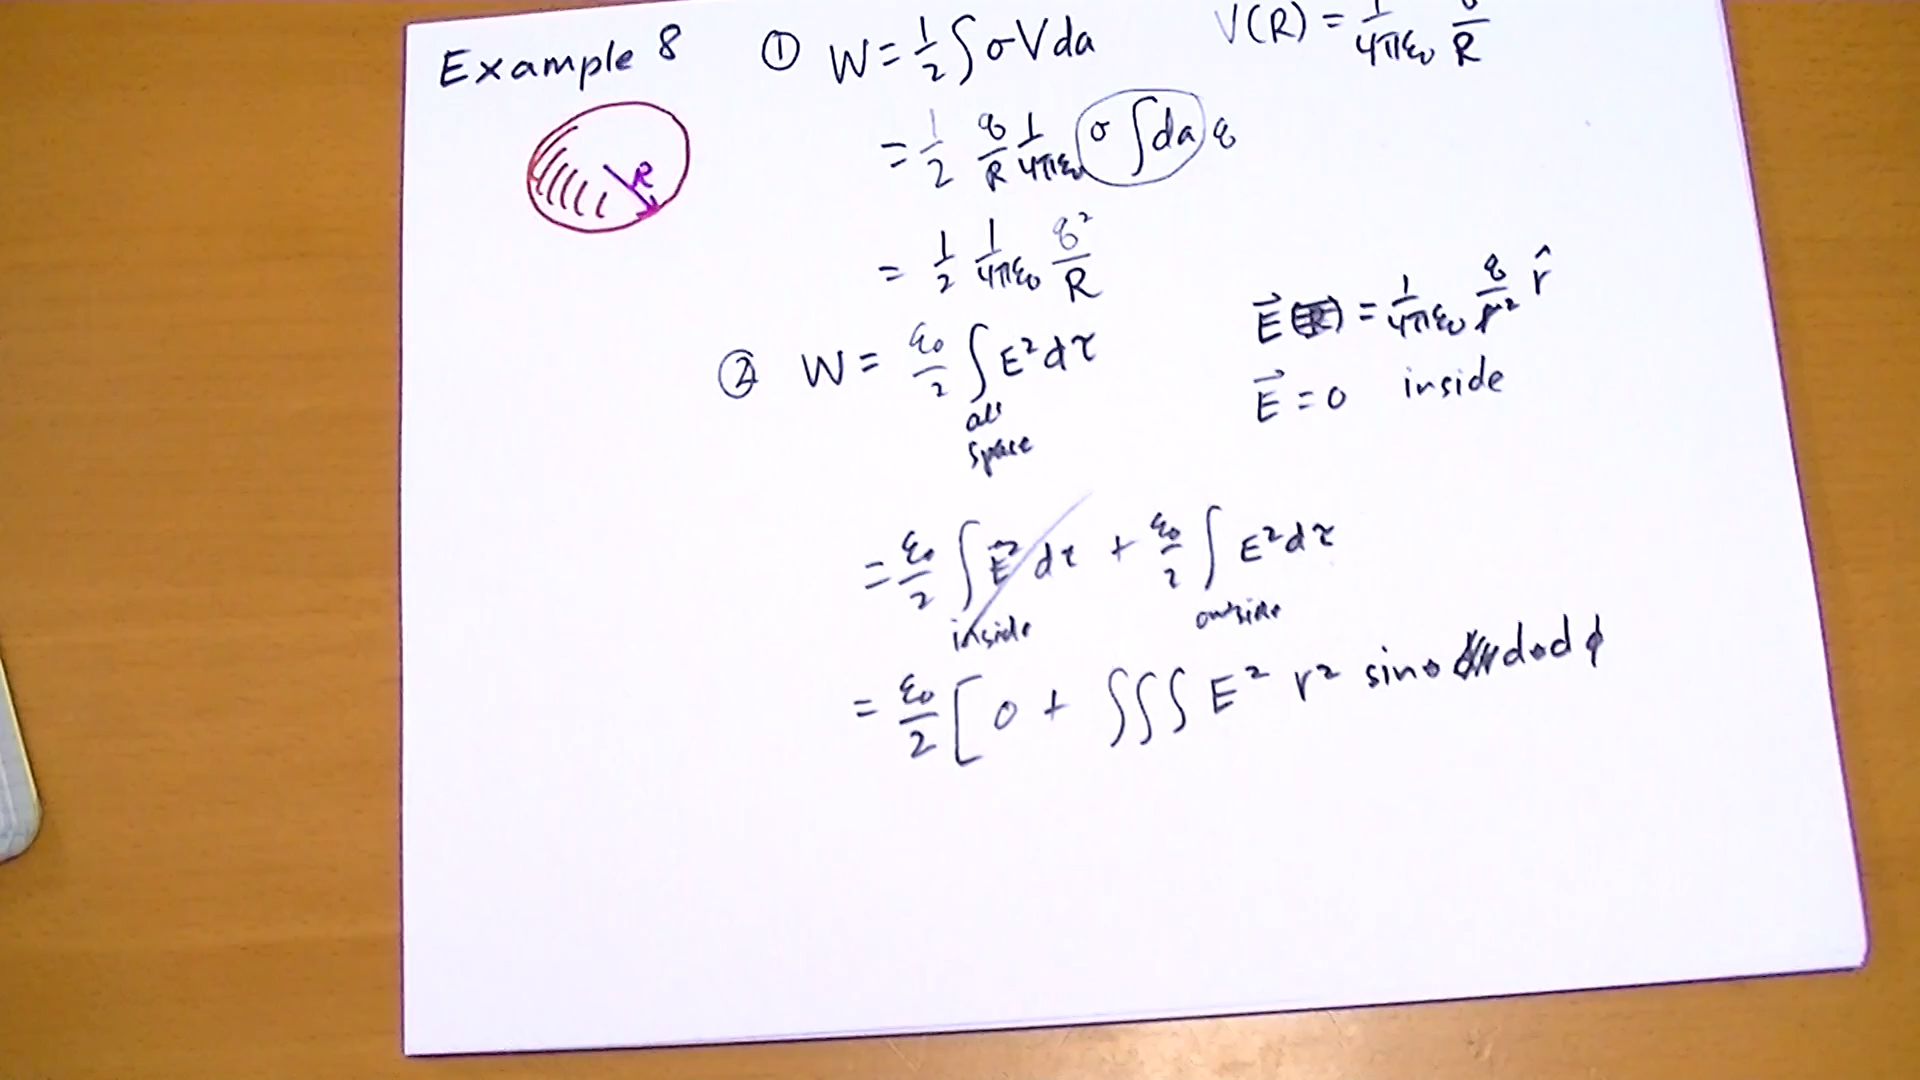 Example 8 ① W = 1/2 ∫ σ V da V(R) = 1/4πε₀ q/R
= 1/2 q/R 1/4πε₀ σ ∫ da q
R
= 1/2 1/4πε₀ q²/R
E⃗ = 1/4πε₀ q/r² r̂
② W = ε₀/2 ∫ E² dτ
all space
E⃗ = 0 inside
= ε₀/2 ∫ E² dτ + ε₀/2 ∫ E² dτ
inside outside
= ε₀/2 [ 0 + ∫∫∫ E² r² sinθ dθ dϕ